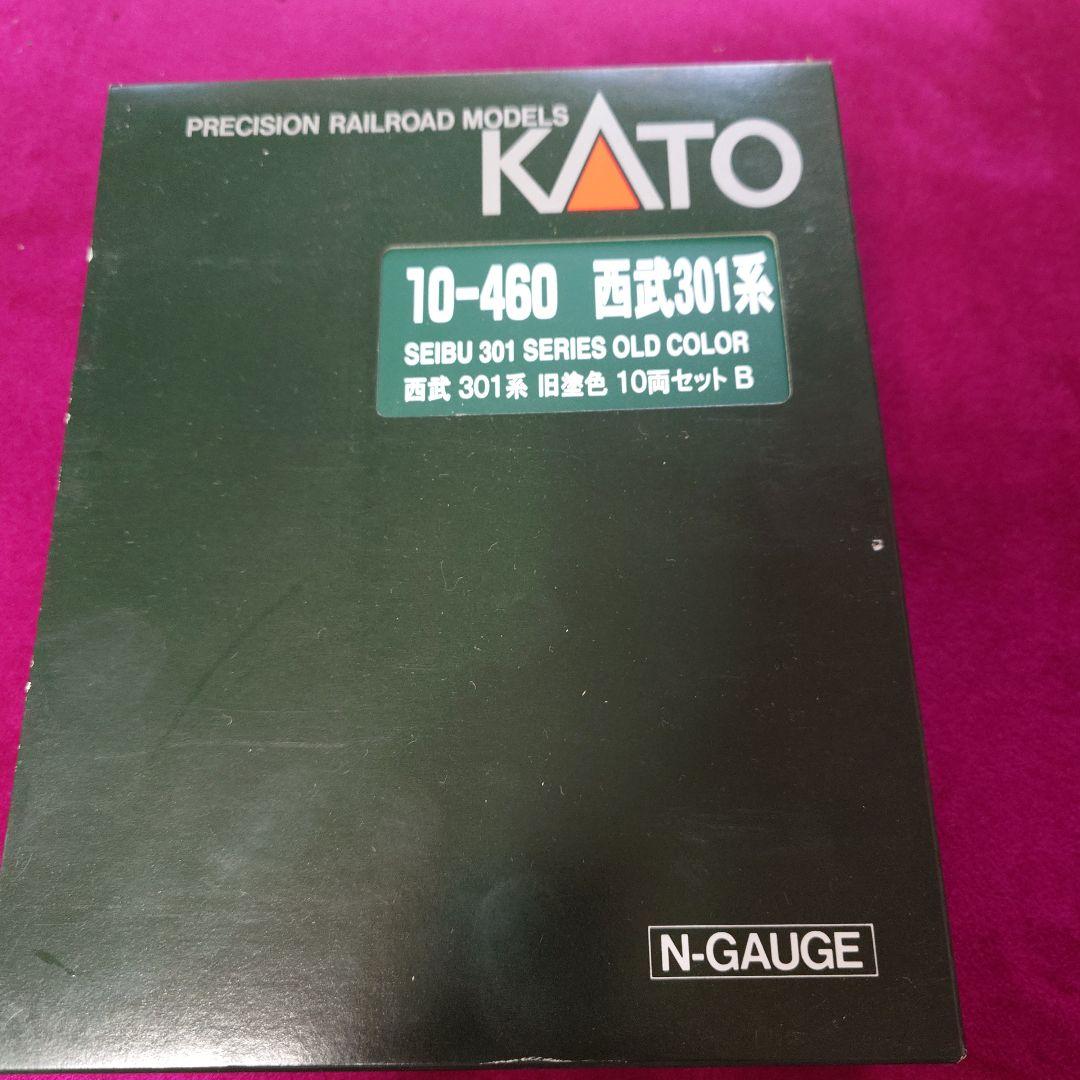 PRECISION RAILROAD MODELS
KATO
10-460 西武301系
SEIBU 301 SERIES OLD COLOR
西武 301系 旧塗色 10両セット B
N-GAUGE